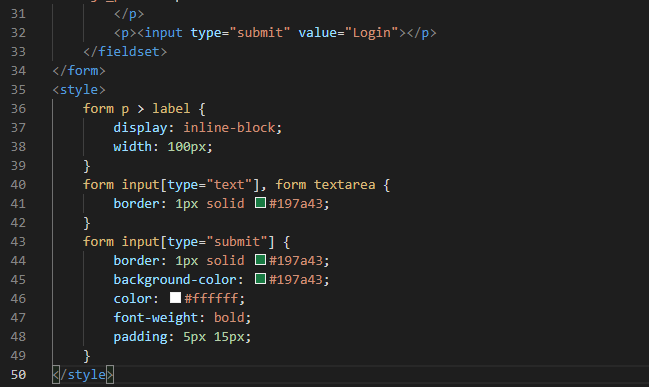 31 </p>
32 <p><input type="submit" value="Login"></p>
33 </fieldset>
34 </form>
35 <style>
36 form p > label {
37 display: inline-block;
38 width: 100px;
39 }
40 form input[type="text"], form textarea {
41 border: 1px solid #197a43;
42 }
43 form input[type="submit"] {
44 border: 1px solid #197a43;
45 background-color: #197a43;
46 color: #ffffff;
47 font-weight: bold;
48 padding: 5px 15px;
49 }
50 </style>